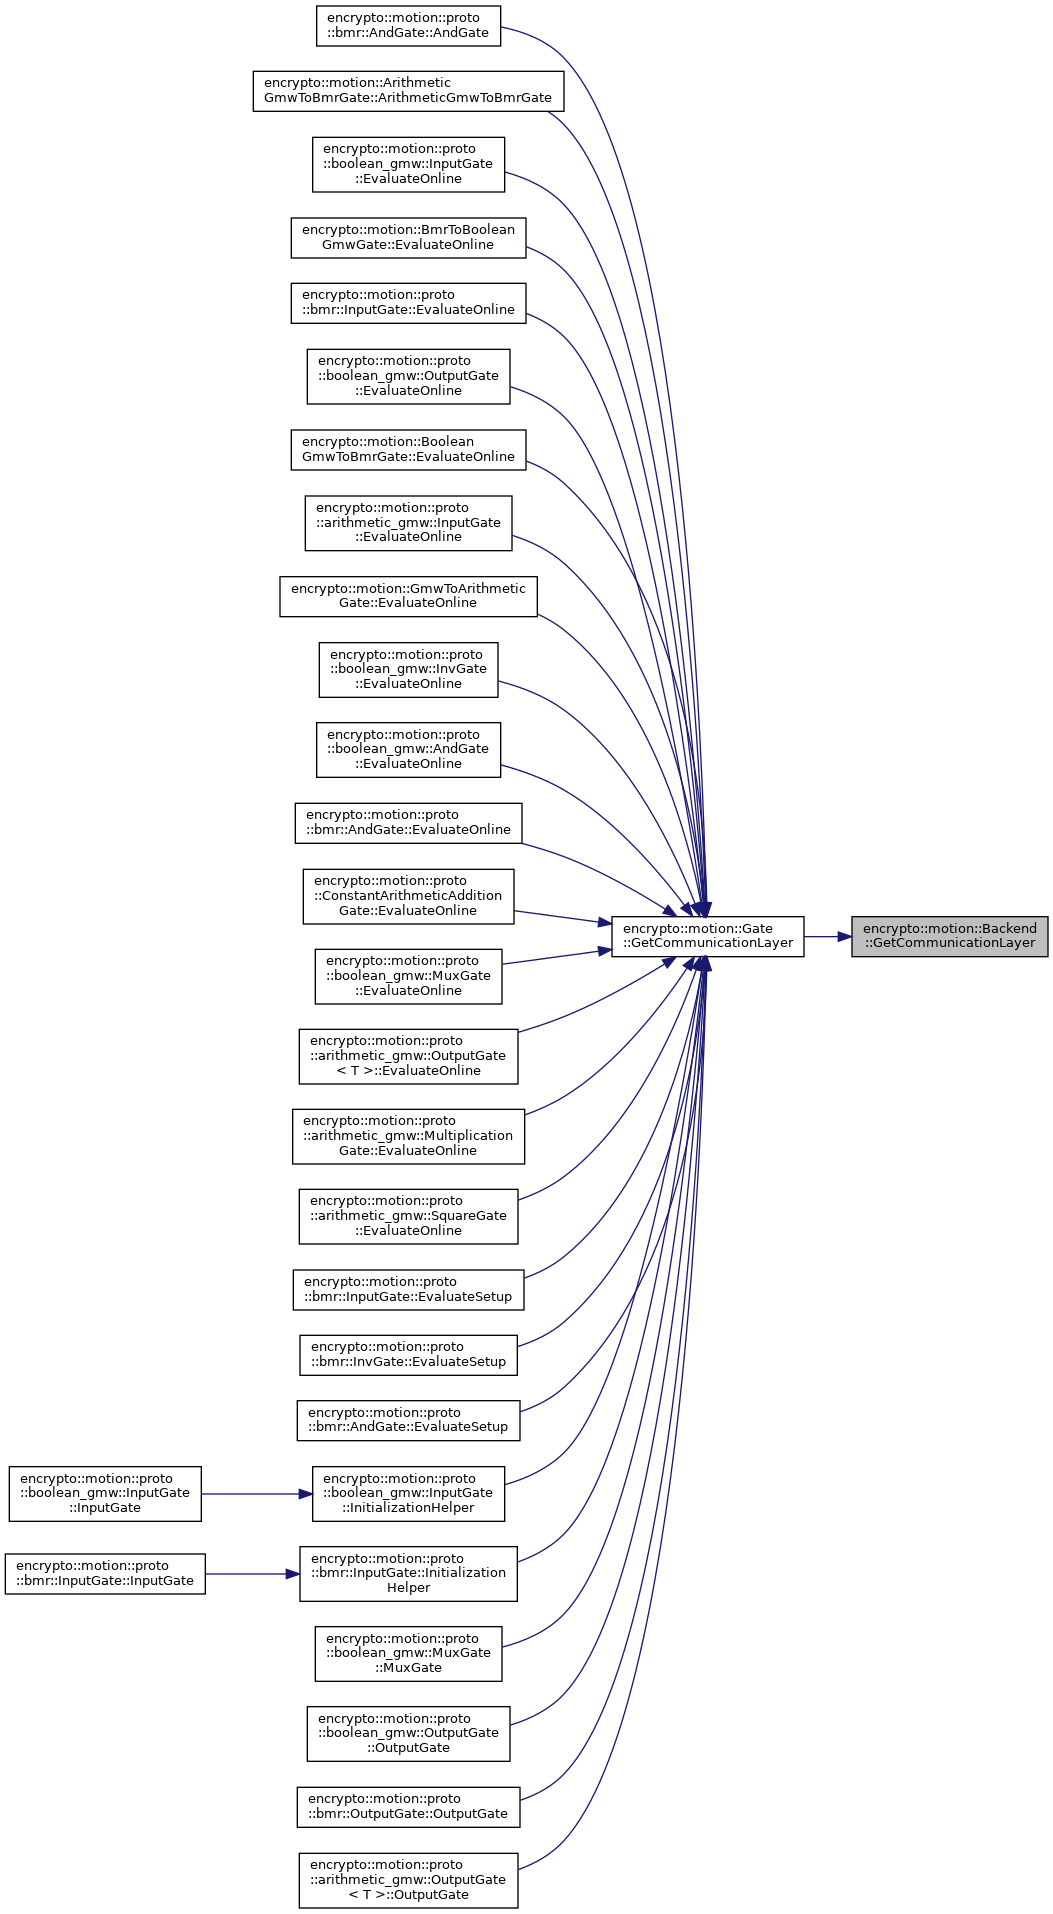 encrypto::motion::proto
::bmr::AndGate::AndGate
encrypto::motion::Arithmetic
GmwToBmrGate::ArithmeticGmwToBmrGate
encrypto::motion::proto
::boolean_gmw::InputGate
::EvaluateOnline
encrypto::motion::BmrToBoolean
GmwGate::EvaluateOnline
encrypto::motion::proto
::bmr::InputGate::EvaluateOnline
encrypto::motion::proto
::boolean_gmw::OutputGate
::EvaluateOnline
encrypto::motion::Boolean
GmwToBmrGate::EvaluateOnline
encrypto::motion::proto
::arithmetic_gmw::InputGate
::EvaluateOnline
encrypto::motion::GmwToArithmetic
Gate::EvaluateOnline
encrypto::motion::proto
::boolean_gmw::InvGate
::EvaluateOnline
encrypto::motion::proto
::boolean_gmw::AndGate
::EvaluateOnline
encrypto::motion::proto
::bmr::AndGate::EvaluateOnline
encrypto::motion::proto
::ConstantArithmeticAddition
Gate::EvaluateOnline
encrypto::motion::Gate
::GetCommunicationLayer
encrypto::motion::Backend
::GetCommunicationLayer
encrypto::motion::proto
::boolean_gmw::MuxGate
::EvaluateOnline
encrypto::motion::proto
::arithmetic_gmw::OutputGate
< T >::EvaluateOnline
encrypto::motion::proto
::arithmetic_gmw::Multiplication
Gate::EvaluateOnline
encrypto::motion::proto
::arithmetic_gmw::SquareGate
::EvaluateOnline
encrypto::motion::proto
::bmr::InputGate::EvaluateSetup
encrypto::motion::proto
::bmr::InvGate::EvaluateSetup
encrypto::motion::proto
::bmr::AndGate::EvaluateSetup
encrypto::motion::proto
::boolean_gmw::InputGate
::InputGate
encrypto::motion::proto
::boolean_gmw::InputGate
::InitializationHelper
encrypto::motion::proto
::bmr::InputGate::InputGate
encrypto::motion::proto
::bmr::InputGate::Initialization
Helper
encrypto::motion::proto
::boolean_gmw::MuxGate
::MuxGate
encrypto::motion::proto
::boolean_gmw::OutputGate
::OutputGate
encrypto::motion::proto
::bmr::OutputGate::OutputGate
encrypto::motion::proto
::arithmetic_gmw::OutputGate
< T >::OutputGate